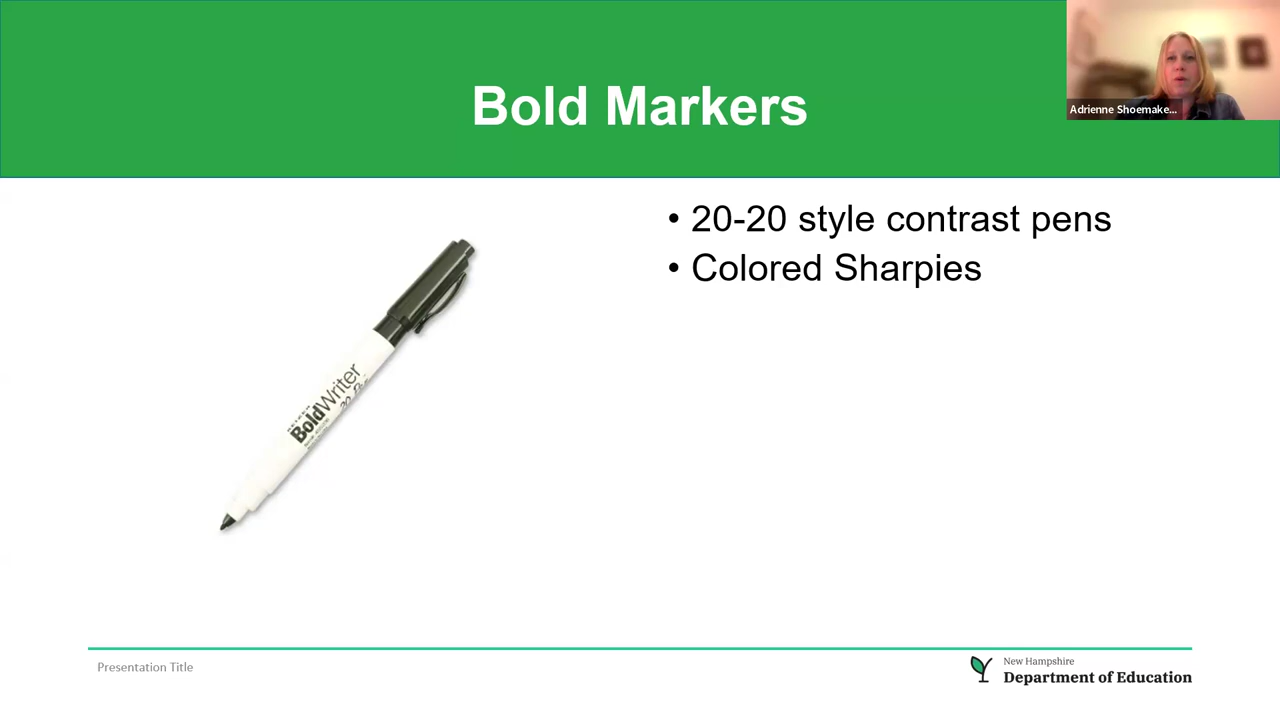 Bold Markers
Adrienne Shoemake...
• 20-20 style contrast pens
• Colored Sharpies
BoldWriter
Presentation Title
New Hampshire
Department of Education